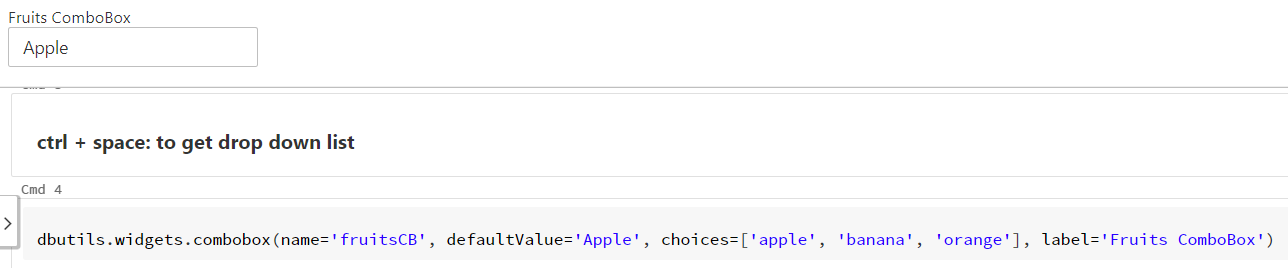 Fruits ComboBox
Apple
ctrl + space: to get drop down list
Cmd 4
dbutils.widgets.combobox(name='fruitsCB', defaultValue='Apple', choices=['apple', 'banana', 'orange'], label='Fruits ComboBox')